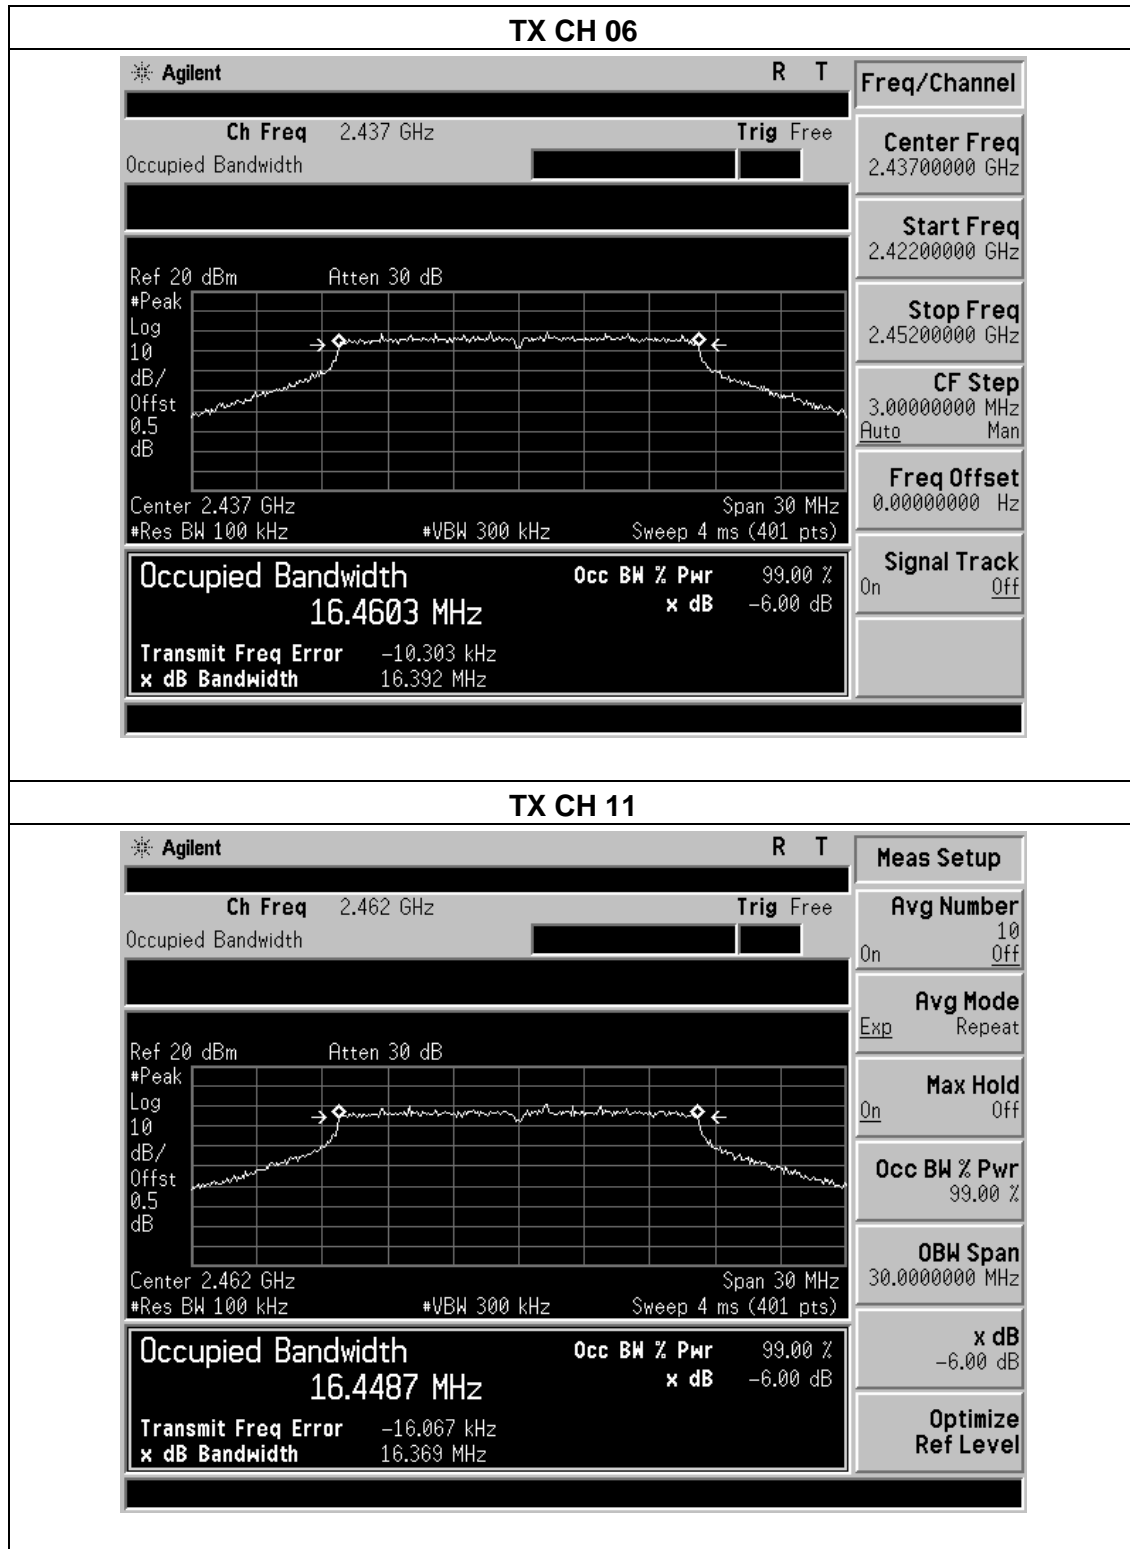 TX CH 06
Agilent R T
Freq/Channel
Ch Freq 2.437 GHz Trig Free
Occupied Bandwidth
Center Freq
2.43700000 GHz
Start Freq
2.42200000 GHz
Stop Freq
2.45200000 GHz
CF Step
3.00000000 MHz
Auto Man
Freq Offset
0.00000000 Hz
Signal Track
On Off
Ref 20 dBm Atten 30 dB
#Peak
Log
10
dB/
Offst
0.5
dB
Center 2.437 GHz Span 30 MHz
#Res BW 100 kHz #VBW 300 kHz Sweep 4 ms (401 pts)
Occupied Bandwidth Occ BW % Pwr 99.00 %
16.4603 MHz x dB -6.00 dB
Transmit Freq Error -10.303 kHz
x dB Bandwidth 16.392 MHz
TX CH 11
Agilent R T
Meas Setup
Ch Freq 2.462 GHz Trig Free
Occupied Bandwidth
Avg Number
10
On Off
Avg Mode
Exp Repeat
Max Hold
On Off
Occ BW % Pwr
99.00 %
OBW Span
30.0000000 MHz
x dB
-6.00 dB
Optimize
Ref Level
Ref 20 dBm Atten 30 dB
#Peak
Log
10
dB/
Offst
0.5
dB
Center 2.462 GHz Span 30 MHz
#Res BW 100 kHz #VBW 300 kHz Sweep 4 ms (401 pts)
Occupied Bandwidth Occ BW % Pwr 99.00 %
16.4487 MHz x dB -6.00 dB
Transmit Freq Error -16.067 kHz
x dB Bandwidth 16.369 MHz